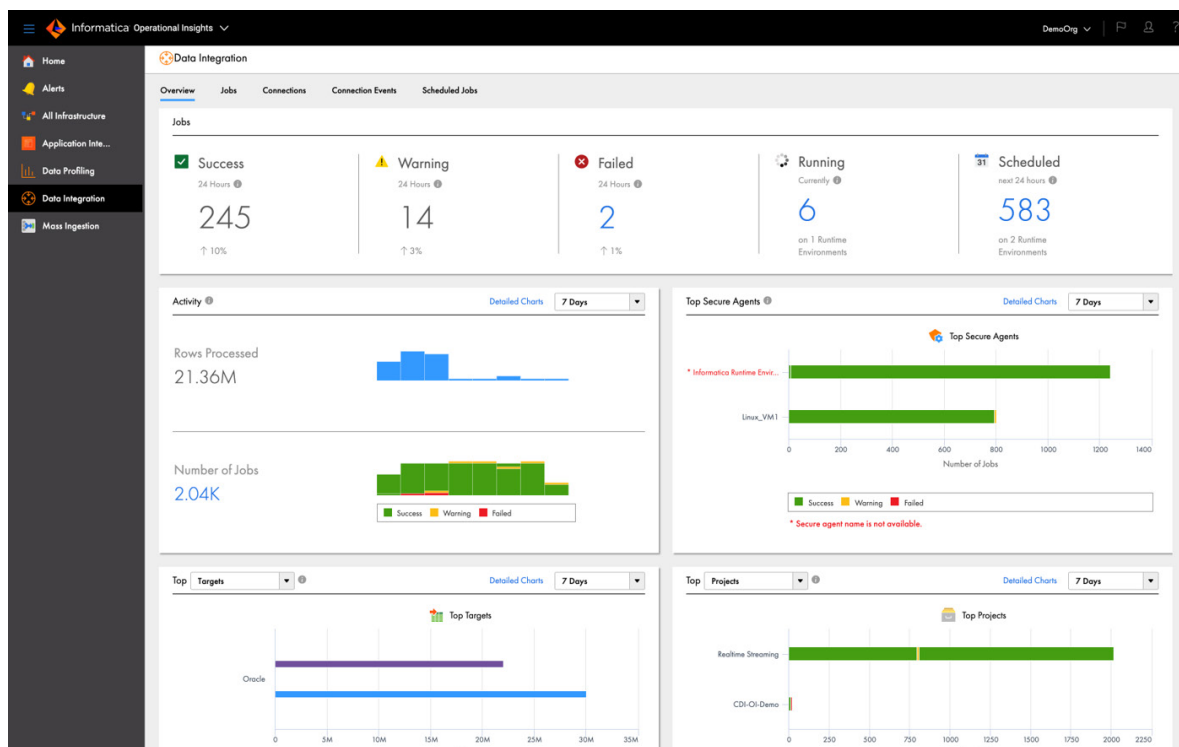 Informatica Operational Insights
DemoOrg
?
Home
Alerts
All Infrastructure
Application Inte...
Data Profiling
Data Integration
Mass Ingestion
Data Integration
Overview Jobs Connections Connection Events Scheduled Jobs
Jobs
Success
24 Hours
245
↑ 10%
Warning
24 Hours
14
↑ 3%
Failed
24 Hours
2
↑ 1%
Running
Currently
6
on 1 Runtime
Environments
31 Scheduled
next 24 hours
583
on 2 Runtime
Environments
Activity Detailed Charts 7 Days
Rows Processed
21.36M
Number of Jobs
2.04K
Success Warning Failed
Top Secure Agents Detailed Charts 7 Days
Top Secure Agents
* Informatica Runtime Envir...
Linux_VM1
0 200 400 600 800 1000 1200 1400
Number of Jobs
Success Warning Failed
* Secure agent name is not available.
Top Targets Detailed Charts 7 Days
Top Targets
Oracle
0 5M 10M 15M 20M 25M 30M 35M
Top Projects Detailed Charts 7 Days
Top Projects
Realtime Streaming
CDI-OI-Demo
0 250 500 750 1000 1250 1500 1750 2000 2250